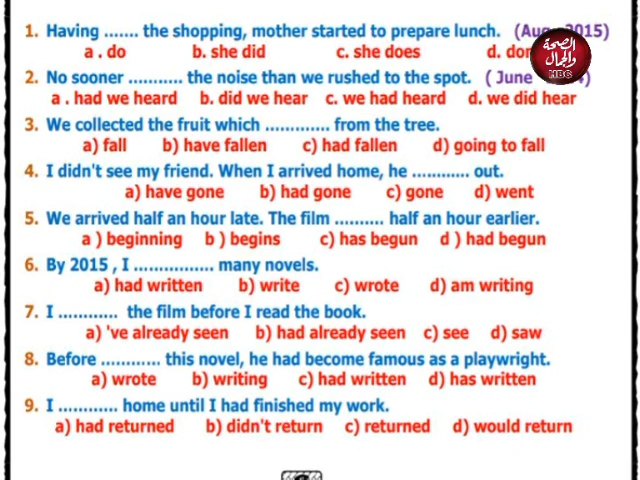 1. Having ....... the shopping, mother started to prepare lunch. (Aug 2015)
a . do b. she did c. she does d.
الصحة
والجمال
MBC
2. No sooner ........... the noise than we rushed to the spot. ( June )
a . had we heard b. did we hear c. we had heard d. we did hear
3. We collected the fruit which ............. from the tree.
a) fall b) have fallen c) had fallen d) going to fall
4. I didn't see my friend. When I arrived home, he ............ out.
a) have gone b) had gone c) gone d) went
5. We arrived half an hour late. The film .......... half an hour earlier.
a ) beginning b ) begins c) has begun d ) had begun
6. By 2015 , I ................ many novels.
a) had written b) write c) wrote d) am writing
7. I ............ the film before I read the book.
a) 've already seen b) had already seen c) see d) saw
8. Before ............ this novel, he had become famous as a playwright.
a) wrote b) writing c) had written d) has written
9. I ............ home until I had finished my work.
a) had returned b) didn't return c) returned d) would return